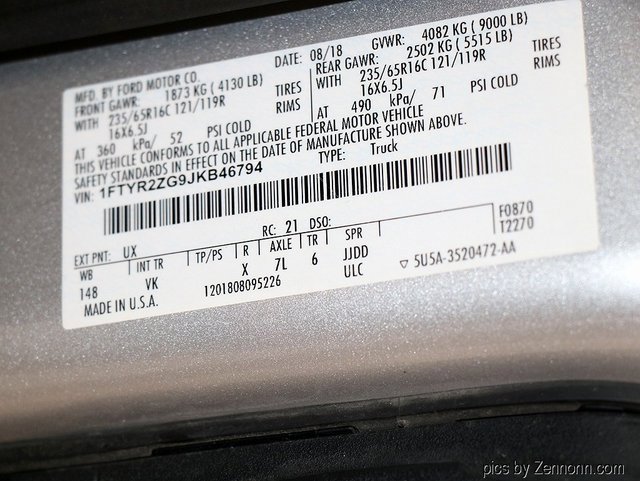 MFD. BY FORD MOTOR CO. DATE: 08/18 GVWR: 4082 KG ( 9000 LB)
FRONT GAWR: 1873 KG ( 4130 LB) REAR GAWR: 2502 KG ( 5515 LB)
WITH 235/65R16C 121/119R TIRES WITH 235/65R16C 121/119R TIRES
16X6.5J RIMS 16X6.5J RIMS
AT 360 kPa/ 52 PSI COLD AT 490 kPa/ 71 PSI COLD
THIS VEHICLE CONFORMS TO ALL APPLICABLE FEDERAL MOTOR VEHICLE
SAFETY STANDARDS IN EFFECT ON THE DATE OF MANUFACTURE SHOWN ABOVE.
VIN: 1FTYR2ZG9JKB46794 TYPE: Truck
F0870
T2270
EXT PNT: UX RC: 21 DSO:
WB INT TR TP/PS R AXLE TR SPR
148 VK X 7L 6 JJDD
ULC ▽ 5U5A-3520472-AA
MADE IN U.S.A. 1201808095226
pics by Zennonn.com